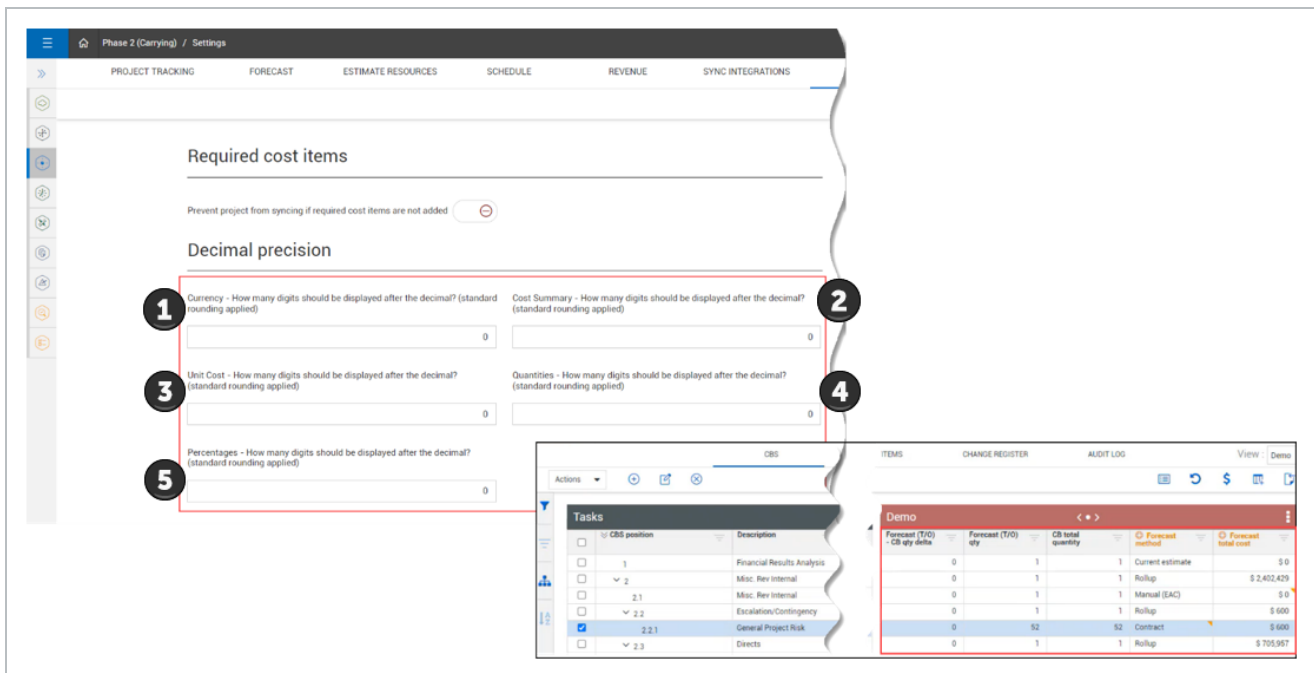 Phase 2 (Carrying) / Settings
PROJECT TRACKING FORECAST ESTIMATE RESOURCES SCHEDULE REVENUE SYNC INTEGRATIONS
Required cost items
Prevent project from syncing if required cost items are not added
Decimal precision
1
Currency - How many digits should be displayed after the decimal? (standard
rounding applied)
0
Cost Summary - How many digits should be displayed after the decimal?
(standard rounding applied)
0
2
3
Unit Cost - How many digits should be displayed after the decimal?
(standard rounding applied)
0
Quantities - How many digits should be displayed after the decimal?
(standard rounding applied)
0
4
5
Percentages - How many digits should be displayed after the decimal?
(standard rounding applied)
0
CBS ITEMS CHANGE REGISTER AUDIT LOG View : Demo
Actions
Tasks Demo
CBS position Description Forecast (T/O) Forecast (T/O) CB total Forecast Forecast
- CB qty delta qty quantity method total cost
1 Financial Results Analysis 0 1 1 Current estimate $ 0
2 Misc. Rev Internal 0 1 1 Rollup $ 2,402,429
2.1 Misc. Rev Internal 0 1 1 Manual (EAC) $ 0
2.2 Escalation/Contingency 0 1 1 Rollup $ 600
2.2.1 General Project Risk 0 52 52 Contract $ 600
2.3 Directs 0 1 1 Rollup $ 705,957